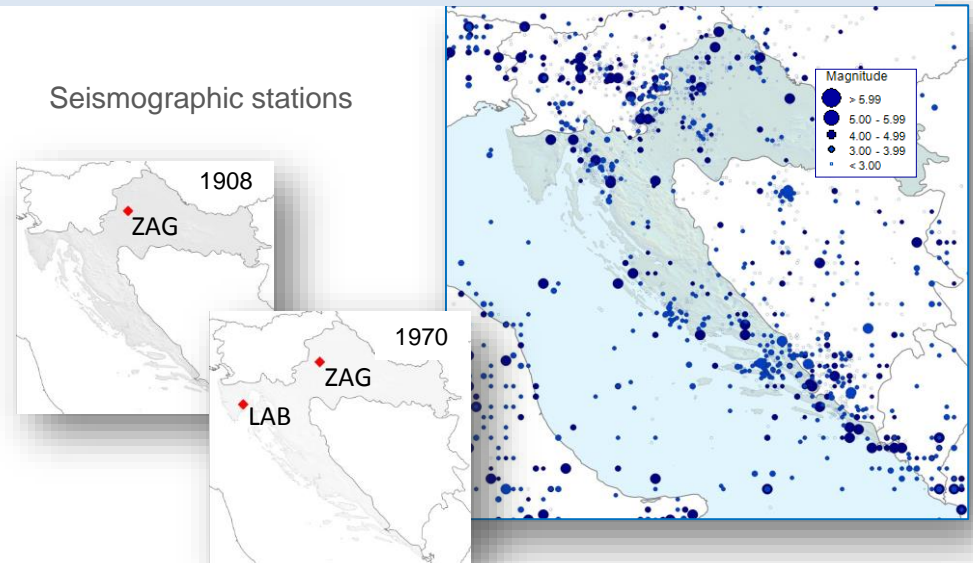 Seismographic stations
1908
ZAG
1970
ZAG
LAB
Magnitude
> 5.99
5.00 - 5.99
4.00 - 4.99
3.00 - 3.99
< 3.00